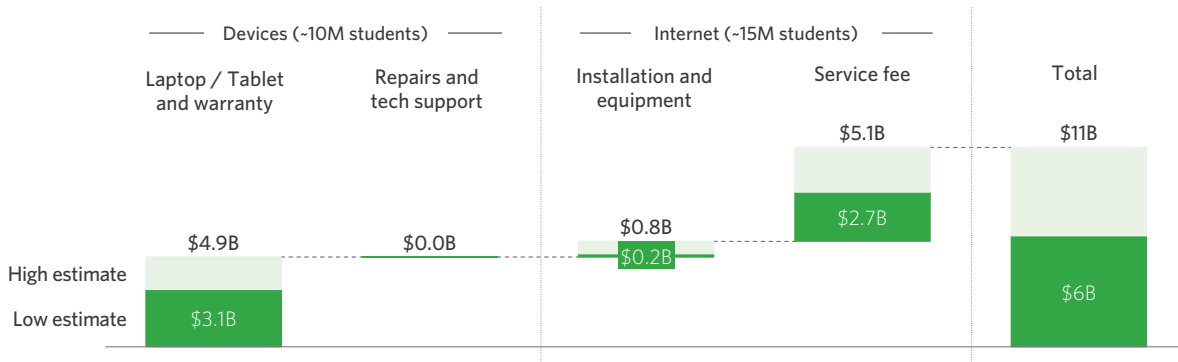 Devices (~10M students)
Internet (~15M students)
Laptop / Tablet
and warranty
Repairs and
tech support
Installation and
equipment
Service fee
Total
$4.9B
$0.0B
$0.8B
$5.1B
$11B
High estimate
Low estimate
$3.1B
$0.2B
$2.7B
$6B